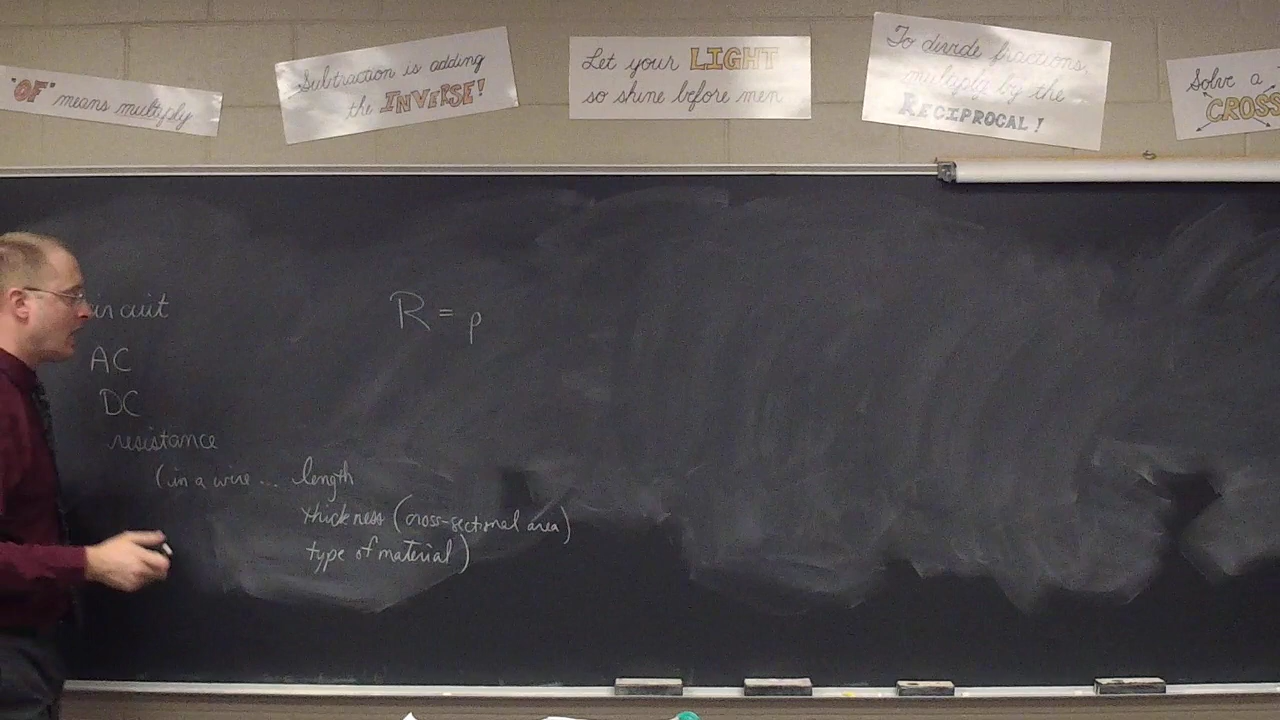 "OF" means multiply
Subtraction is adding
the INVERSE!
Let your LIGHT
so shine before men
To divide fractions,
multiply by the
RECIPROCAL!
Solve a
CROSS
circuit
AC
DC
resistance
(in a wire... length
thickness (cross-sectional area)
type of material)
R = ρ